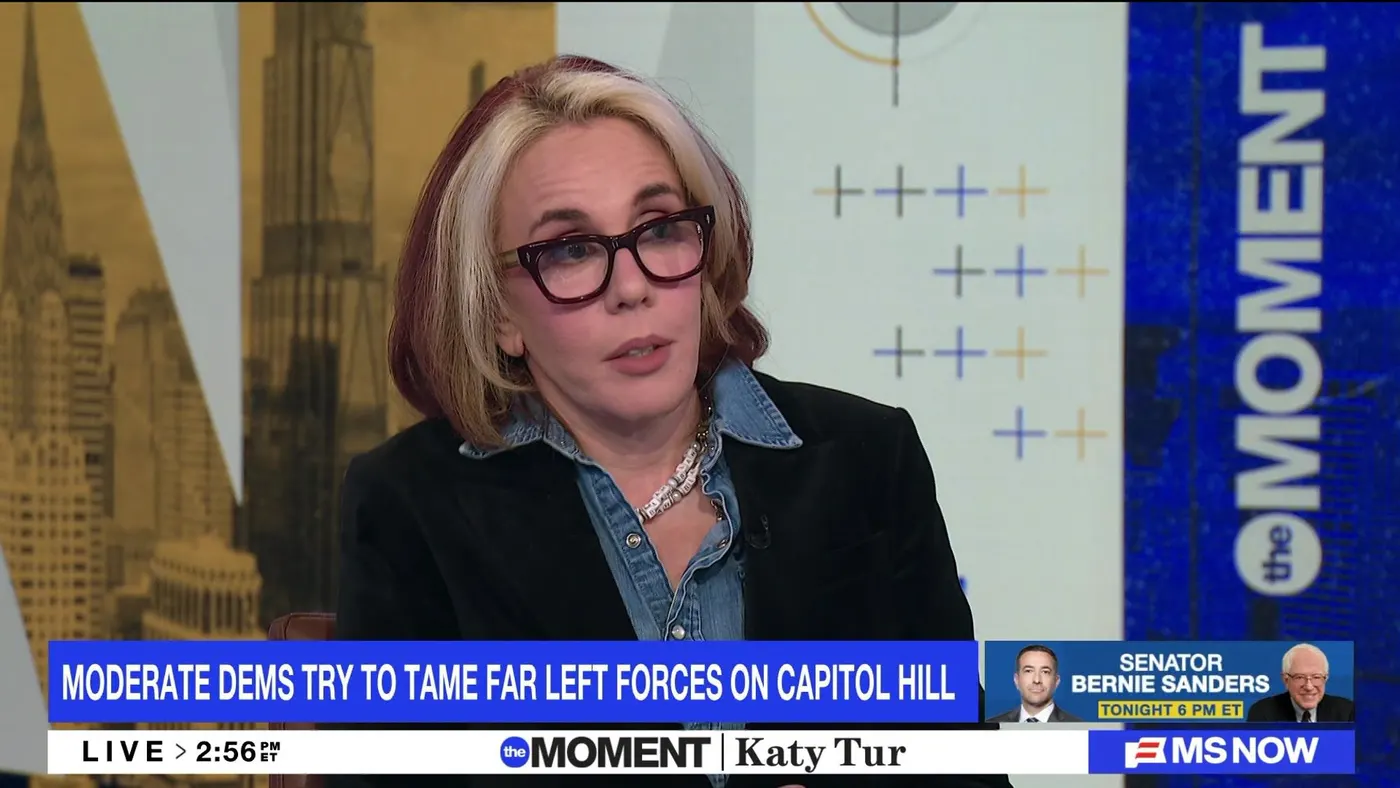 the MOMENT
MODERATE DEMS TRY TO TAME FAR LEFT FORCES ON CAPITOL HILL
SENATOR
BERNIE SANDERS
TONIGHT 6 PM ET
LIVE > 2:56 PM ET
the MOMENT | Katy Tur
MS NOW